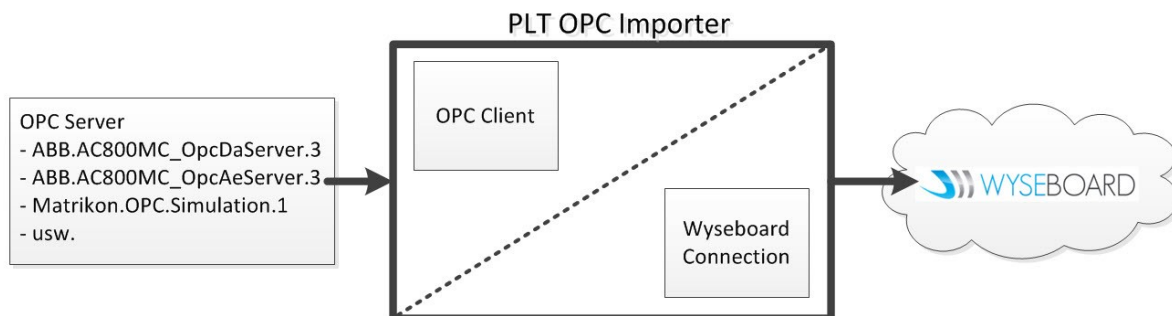 PLT OPC Importer
OPC Server
- ABB.AC800MC_OpcDaServer.3
- ABB.AC800MC_OpcAeServer.3
- Matrikon.OPC.Simulation.1
- usw.
OPC Client
Wyseboard
Connection
WYSEBOARD